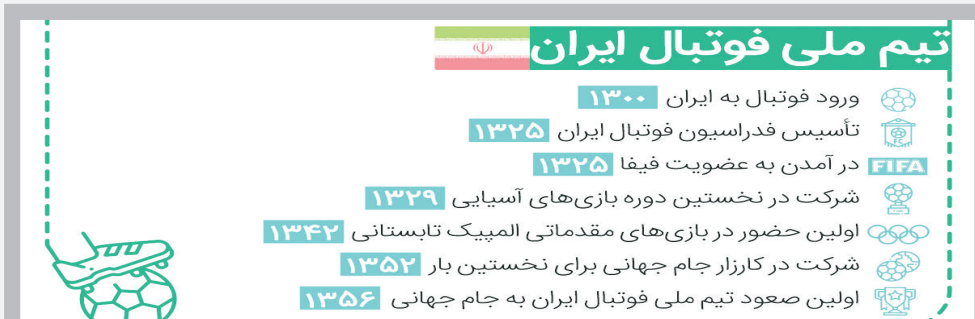 تیم ملی فوتبال ایران
ورود فوتبال به ایران ۱۳۰۰
تأسیس فدراسیون فوتبال ایران ۱۳۲۵
FIFA در آمدن به عضویت فیفا ۱۳۲۵
شرکت در نخستین دوره بازی‌های آسیایی ۱۳۲۹
اولین حضور در بازی‌های مقدماتی المپیک تابستانی ۱۳۴۲
شرکت در کارزار جام جهانی برای نخستین بار ۱۳۵۲
اولین صعود تیم ملی فوتبال ایران به جام جهانی ۱۳۵۶